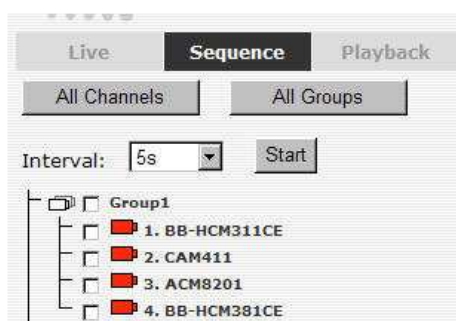 Live Sequence Playback
All Channels All Groups
Interval: 5s Start
Group1
1. BB-HCM311CE
2. CAM411
3. ACM8201
4. BB-HCM381CE